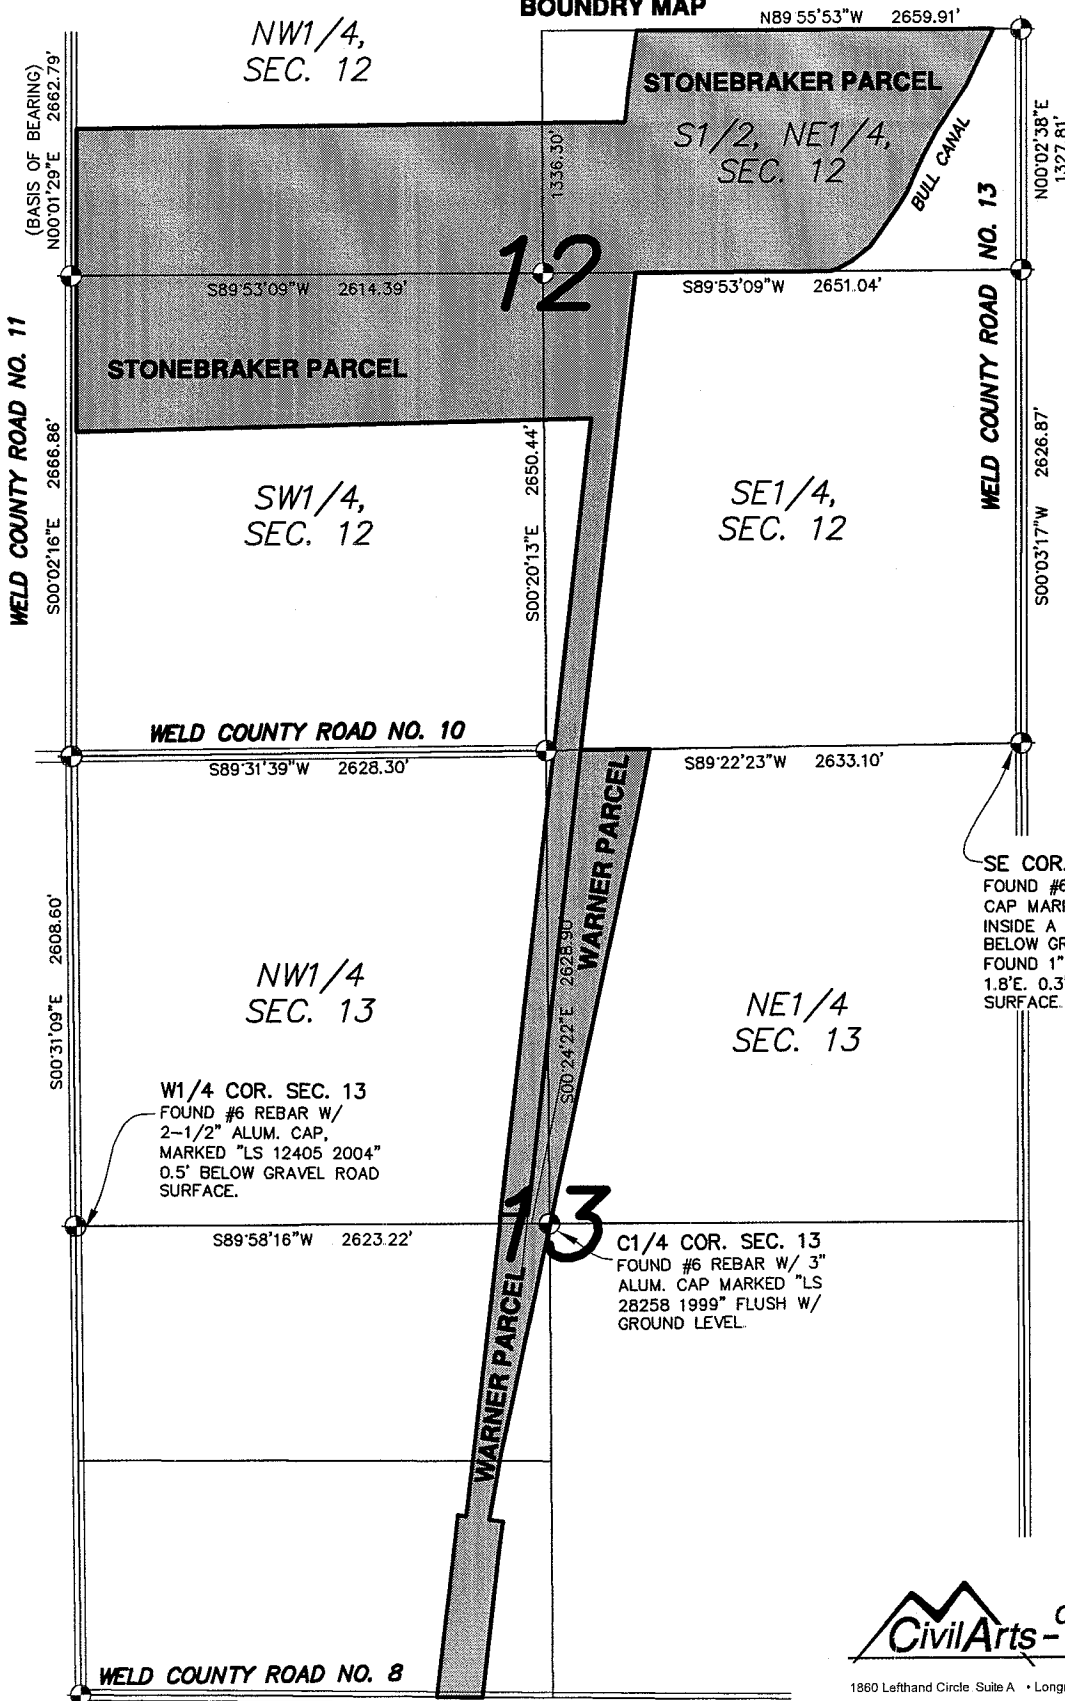 BOUNDRY MAP
N89°55'53"W 2659.91'
NW1/4,
SEC. 12
STONEBRAKER PARCEL
S1/2, NE1/4,
SEC. 12
(BASIS OF BEARING)
N00°01'29"E 2662.79'
1336.30'
BULL CANAL
N00°02'38"E
1327.81'
WELD COUNTY ROAD NO. 13
12
S89°53'09"W 2614.39'
S89°53'09"W 2651.04'
WELD COUNTY ROAD NO. 11
STONEBRAKER PARCEL
S00°02'16"E 2666.86'
S00°20'13"E 2650.44'
S00°03'17"W 2626.87'
SW1/4,
SEC. 12
SE1/4,
SEC. 12
WELD COUNTY ROAD NO. 10
S89°31'39"W 2628.30'
S89°22'23"W 2633.10'
WARNER PARCEL
SE COR.
FOUND #6
CAP MAR
INSIDE A
BELOW GR
FOUND 1"
1.8'E. 0.3'
SURFACE.
S00°31'09"E 2608.60'
S00°24'22"E 2628.90'
NW1/4
SEC. 13
NE1/4
SEC. 13
W1/4 COR. SEC. 13
FOUND #6 REBAR W/
2-1/2" ALUM. CAP,
MARKED "LS 12405 2004"
0.5' BELOW GRAVEL ROAD
SURFACE.
13
S89°58'16"W 2623.22'
C1/4 COR. SEC. 13
FOUND #6 REBAR W/ 3"
ALUM. CAP MARKED "LS
28258 1999" FLUSH W/
GROUND LEVEL.
WARNER PARCEL
WELD COUNTY ROAD NO. 8
CivilArts -
1860 Lefthand Circle Suite A • Long